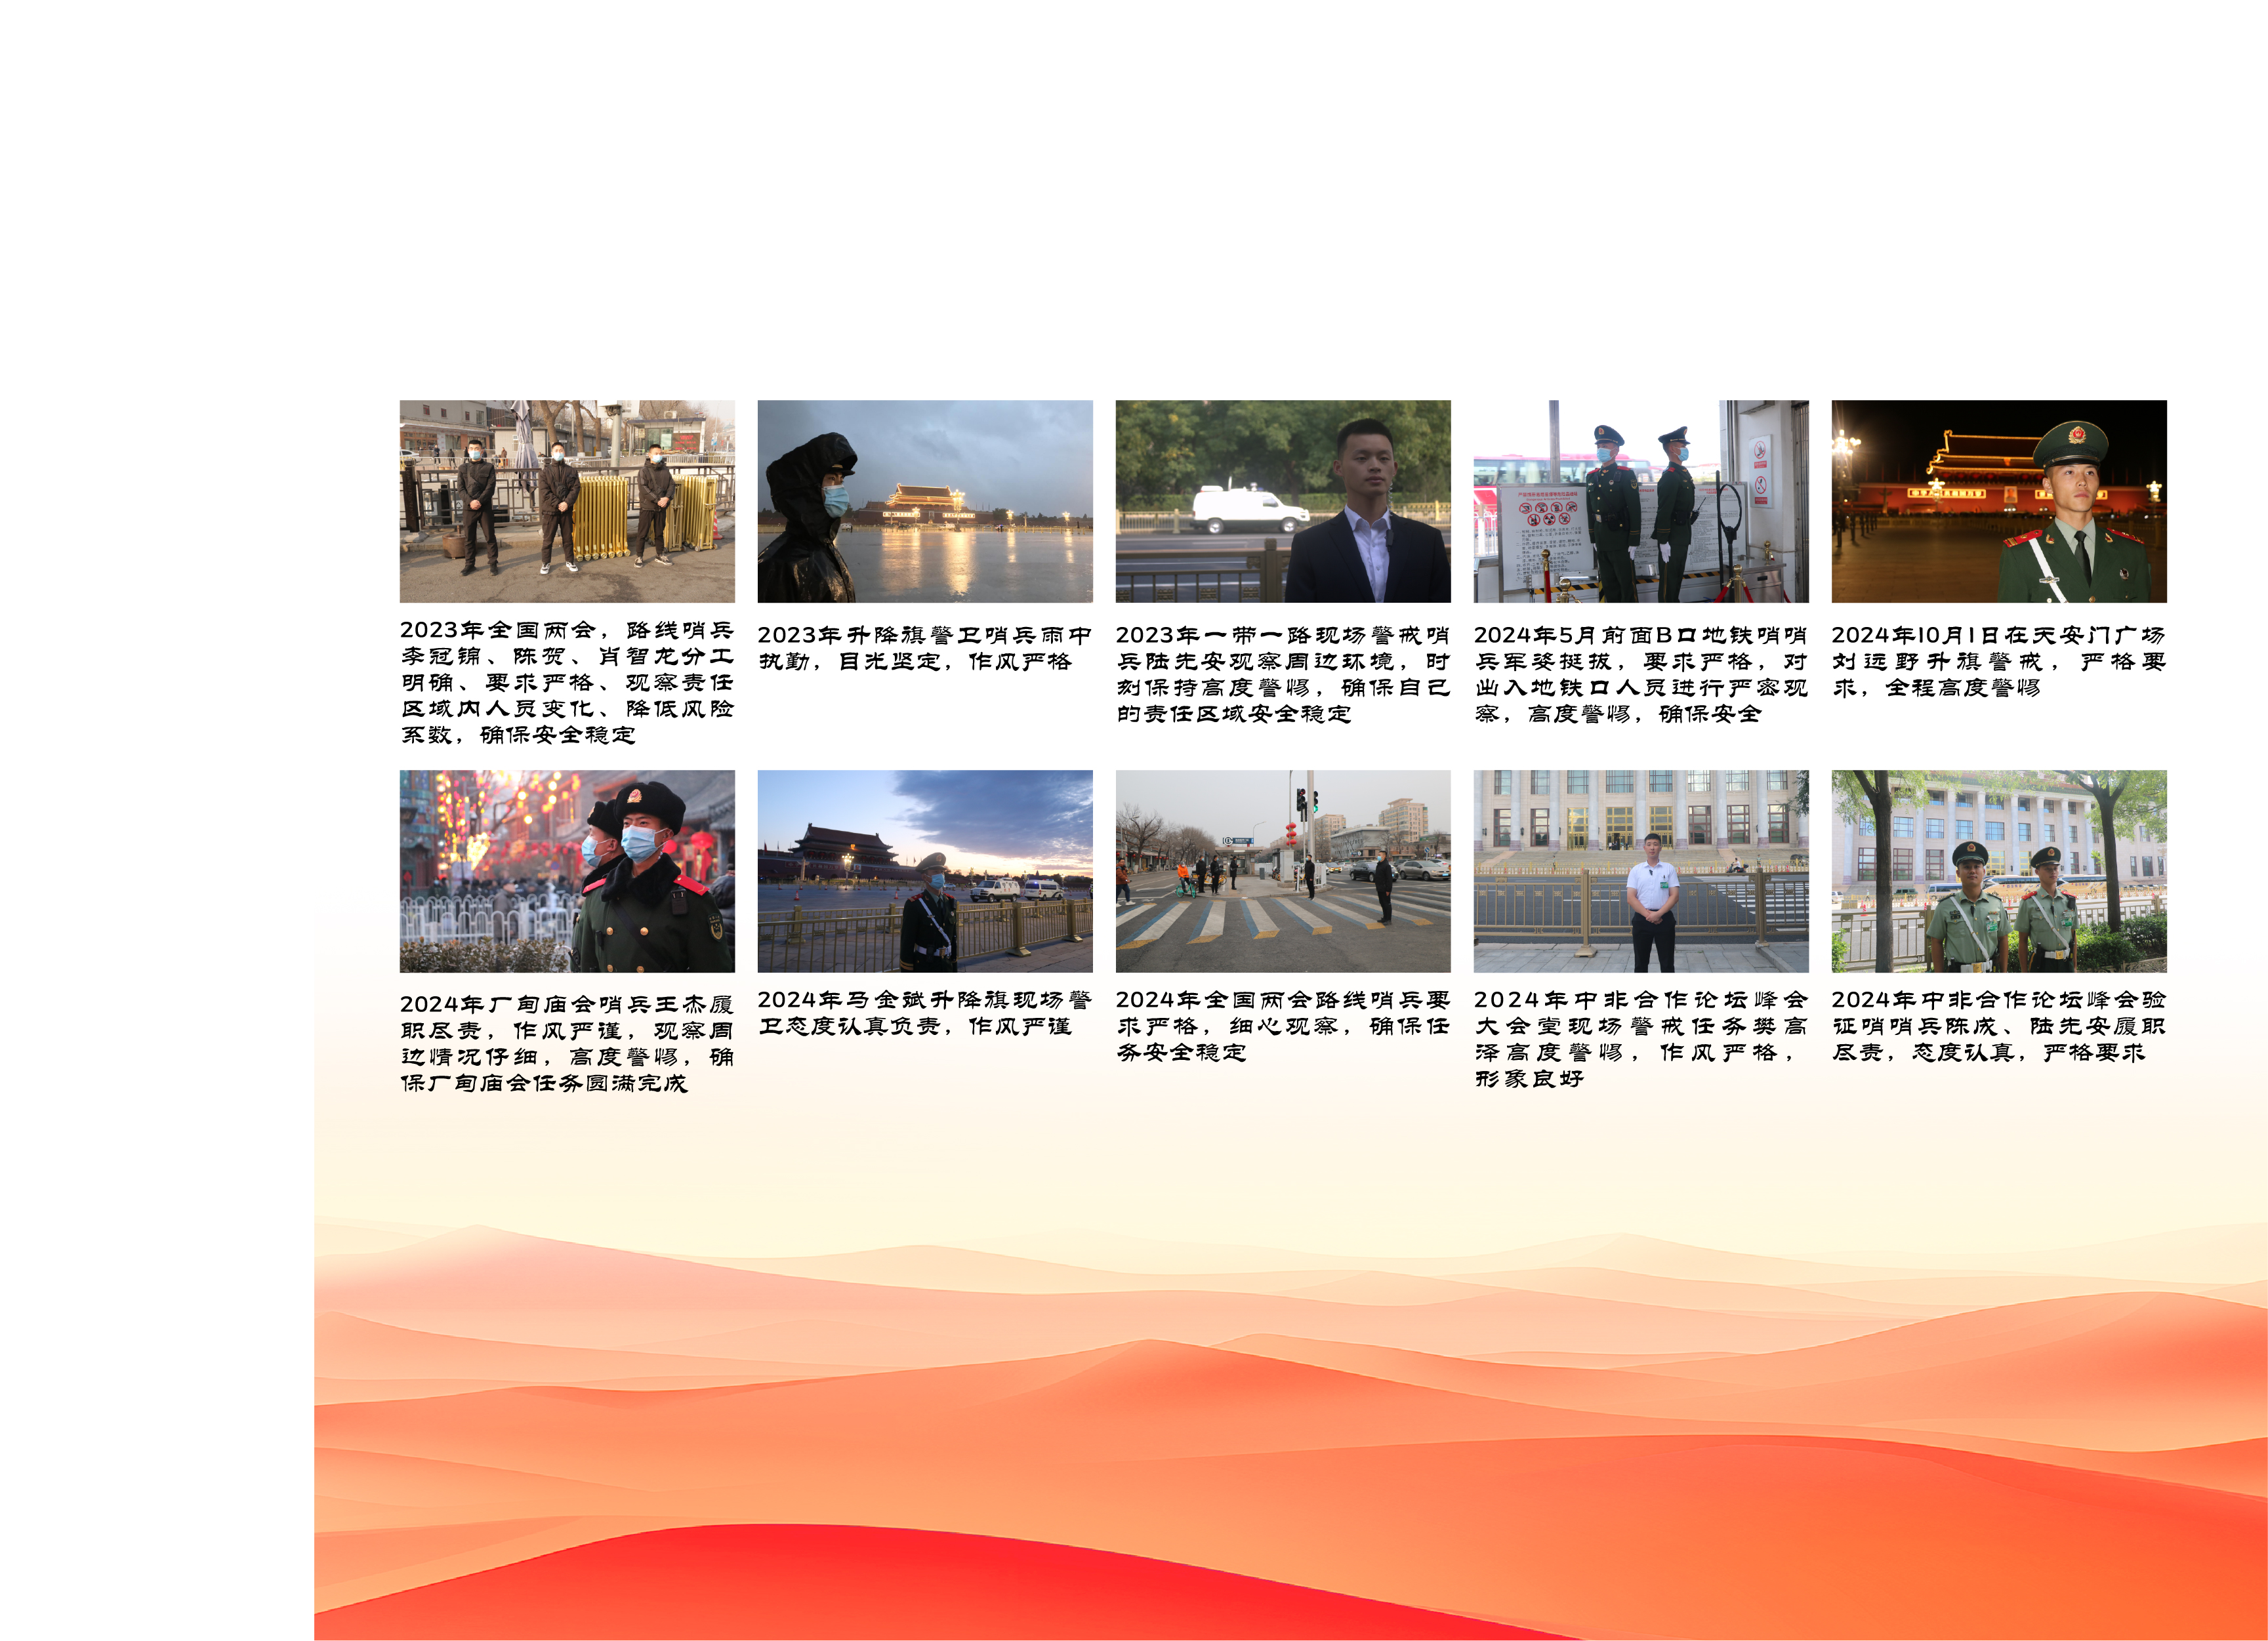 2023年全国两会，路线哨兵
李冠锦、陈贺、肖智龙分工
明确、要求严格、观察责任
区域内人员变化、降低风险
系数，确保安全稳定
2023年升降旗警卫哨兵雨中
执勤，目光坚定，作风严格
2023年一带一路现场警戒哨
兵陆先安观察周边环境，时
刻保持高度警惕，确保自己
的责任区域安全稳定
2024年5月前面B口地铁哨哨
兵军姿挺拔，要求严格，对
出入地铁口人员进行严密观
察，高度警惕，确保安全
2024年10月1日在天安门广场
刘远野升旗警戒，严格要
求，全程高度警惕
2024年厂甸庙会哨兵王杰履
职尽责，作风严谨，观察周
边情况仔细，高度警惕，确
保厂甸庙会任务圆满完成
2024年马金斌升降旗现场警
卫态度认真负责，作风严谨
2024年全国两会路线哨兵要
求严格，细心观察，确保任
务安全稳定
2024年中非合作论坛峰会
大会堂现场警戒任务樊高
泽高度警惕，作风严格，
形象良好
2024年中非合作论坛峰会验
证哨哨兵陈成、陆先安履职
尽责，态度认真，严格要求